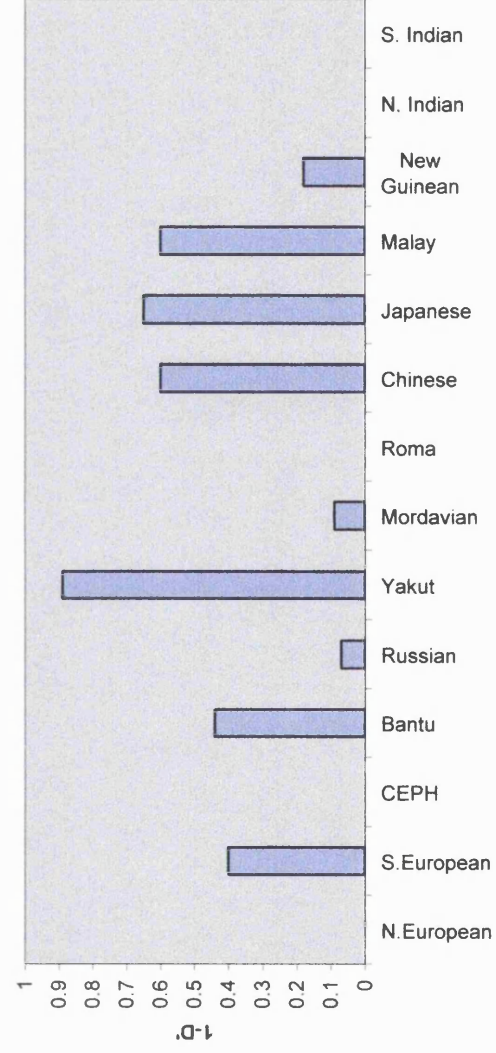 S. Indian
N. Indian
New
Guinean
Malay
Japanese
Chinese
Roma
Mordavian
Yakut
Russian
Bantu
CEPH
S.European
N.European
1
0.9
0.8
0.7
0.6
0.5
0.4
0.3
0.2
0.1
0
1-D'